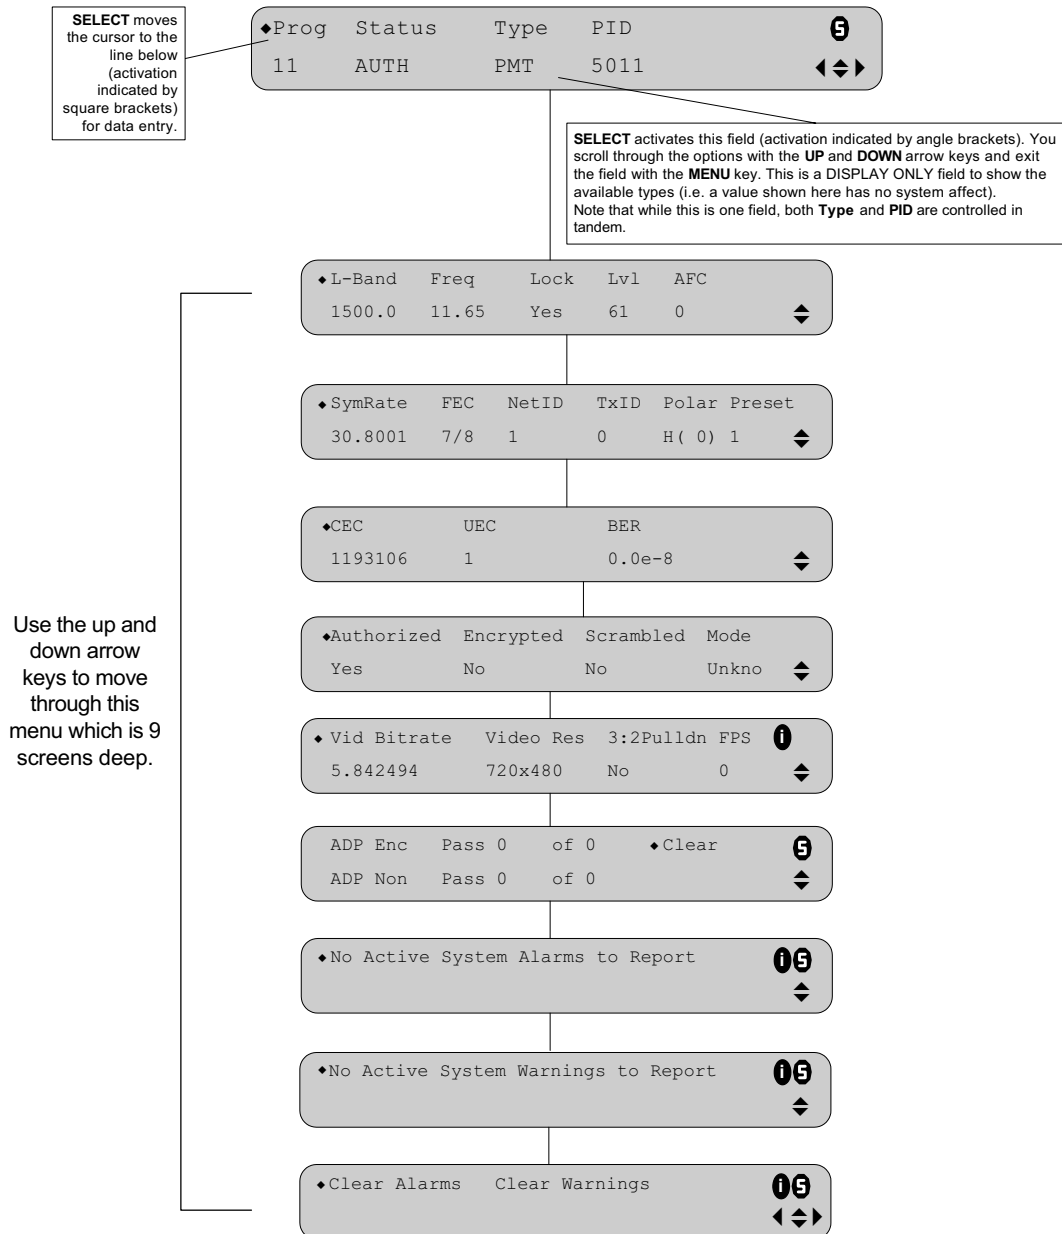 SELECT moves
the cursor to the
line below
(activation
indicated by
square brackets)
for data entry.
◆Prog Status Type PID S
11 AUTH PMT 5011
SELECT activates this field (activation indicated by angle brackets). You
scroll through the options with the UP and DOWN arrow keys and exit
the field with the MENU key. This is a DISPLAY ONLY field to show the
available types (i.e. a value shown here has no system affect).
Note that while this is one field, both Type and PID are controlled in
tandem.
◆L-Band Freq Lock Lvl AFC
1500.0 11.65 Yes 61 0
◆SymRate FEC NetID TxID Polar Preset
30.8001 7/8 1 0 H( 0) 1
◆CEC UEC BER
1193106 1 0.0e-8
Use the up and
down arrow
keys to move
through this
menu which is 9
screens deep.
◆Authorized Encrypted Scrambled Mode
Yes No No Unkno
◆Vid Bitrate Video Res 3:2Pulldn FPS i
5.842494 720x480 No 0
ADP Enc Pass 0 of 0 ◆Clear S
ADP Non Pass 0 of 0
◆No Active System Alarms to Report i S
◆No Active System Warnings to Report i S
◆Clear Alarms Clear Warnings i S